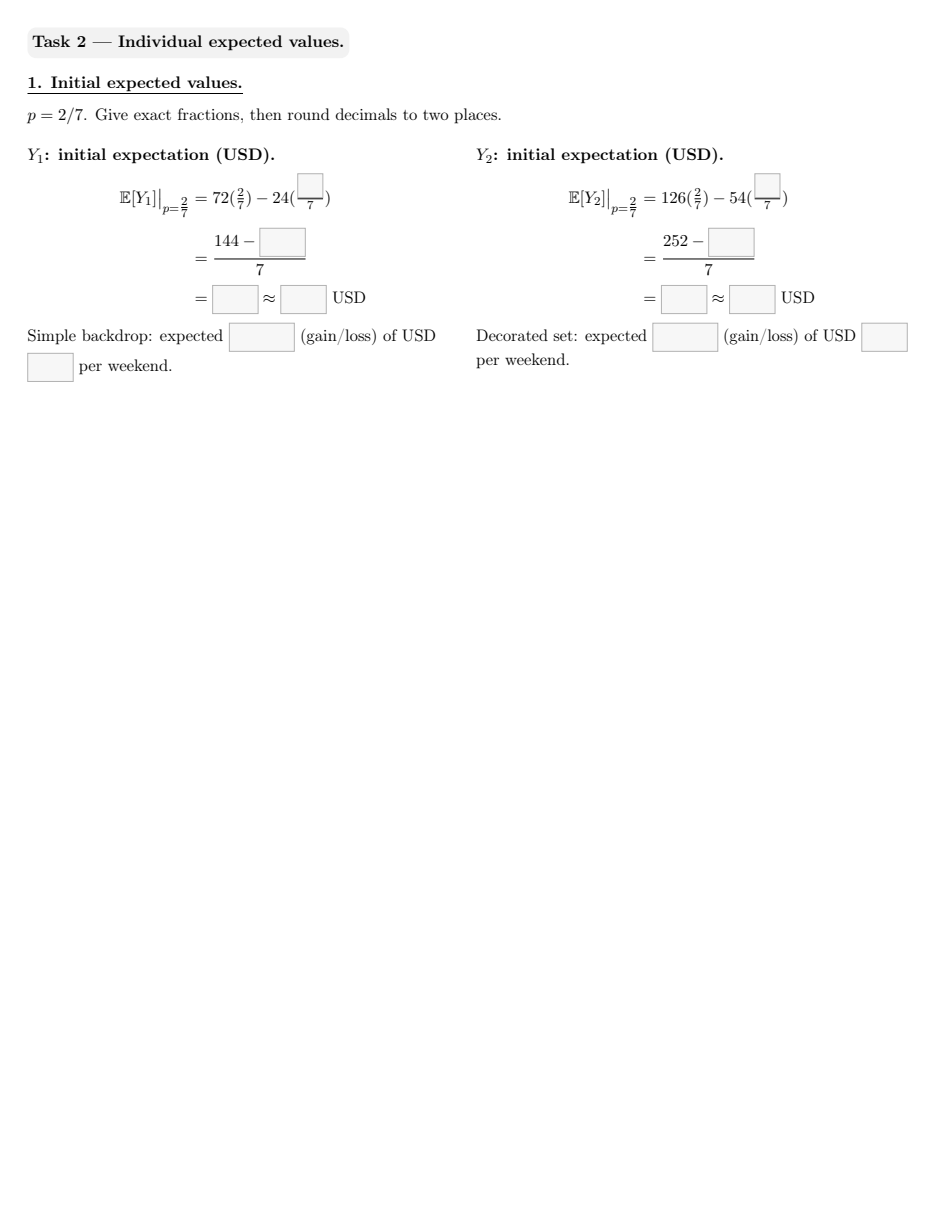 Task 2 — Individual expected values.
1. Initial expected values.
p = 2/7. Give exact fractions, then round decimals to two places.
Y₁: initial expectation (USD).
𝔼[Y₁]|p=2/7 = 72(2/7) − 24( /7)
= (144 − )/7
= ≈ USD
Simple backdrop: expected (gain/loss) of USD
per weekend.
Y₂: initial expectation (USD).
𝔼[Y₂]|p=2/7 = 126(2/7) − 54( /7)
= (252 − )/7
= ≈ USD
Decorated set: expected (gain/loss) of USD
per weekend.